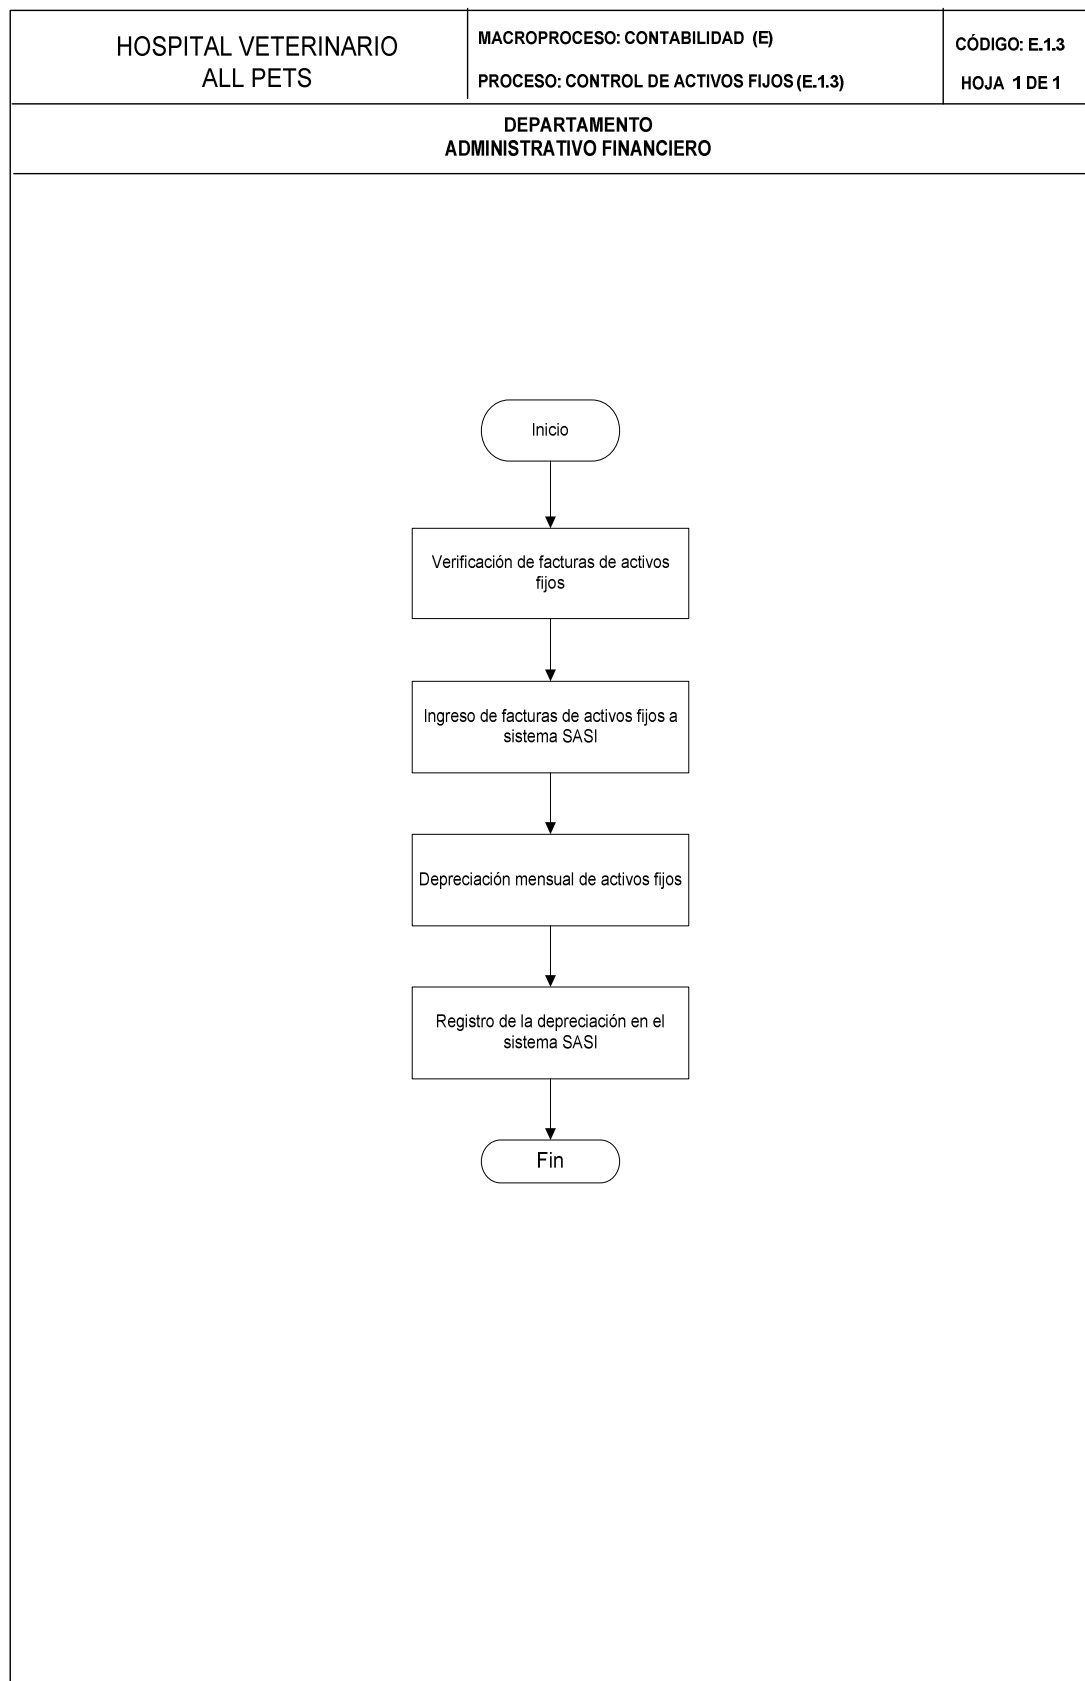 HOSPITAL VETERINARIO
ALL PETS
MACROPROCESO: CONTABILIDAD (E)
PROCESO: CONTROL DE ACTIVOS FIJOS (E.1.3)
CÓDIGO: E.1.3
HOJA 1 DE 1
DEPARTAMENTO
ADMINISTRATIVO FINANCIERO
Inicio
Verificación de facturas de activos
fijos
Ingreso de facturas de activos fijos a
sistema SASI
Depreciación mensual de activos fijos
Registro de la depreciación en el
sistema SASI
Fin